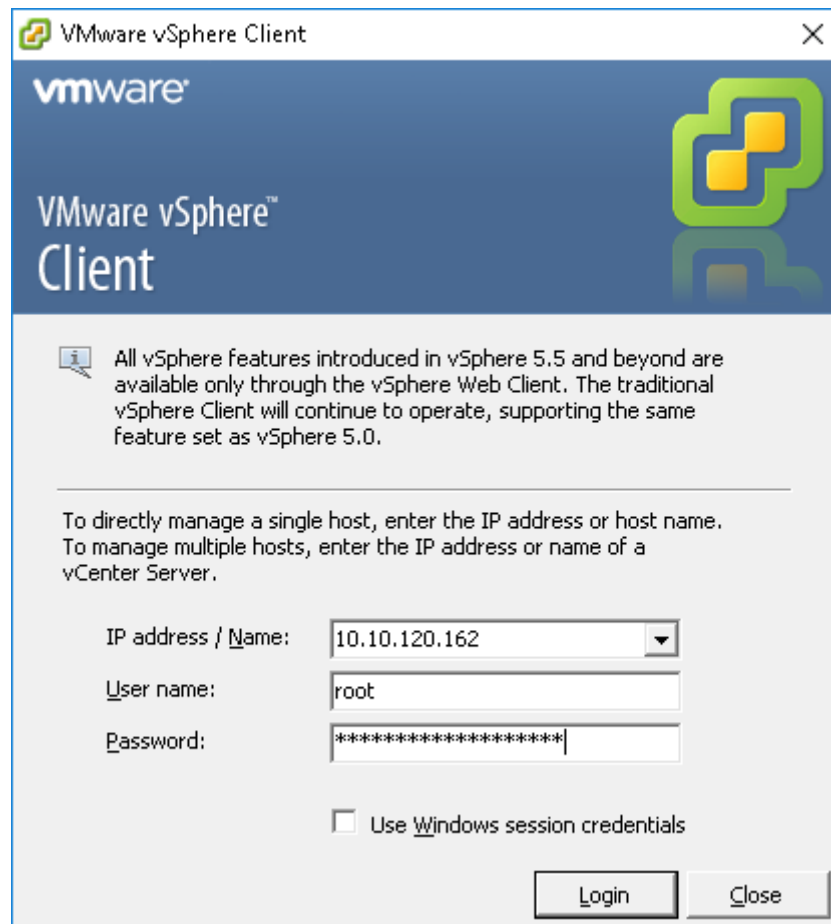 VMware vSphere Client
vmware®
VMware vSphere™
Client
All vSphere features introduced in vSphere 5.5 and beyond are
available only through the vSphere Web Client. The traditional
vSphere Client will continue to operate, supporting the same
feature set as vSphere 5.0.
To directly manage a single host, enter the IP address or host name.
To manage multiple hosts, enter the IP address or name of a
vCenter Server.
IP address / Name: 10.10.120.162
User name: root
Password: *******************
Use Windows session credentials
Login Close